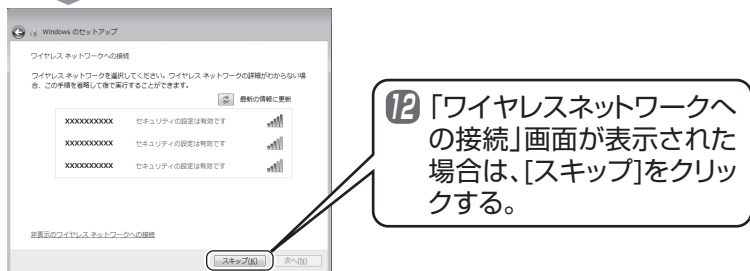 Windows のセットアップ
ワイヤレス ネットワークへの接続
ワイヤレス ネットワークを選択してください。ワイヤレス ネットワークの詳細がわからない場
合、この手順を省略して後で実行することができます。
最新の情報に更新
XXXXXXXXXX セキュリティの設定は有効です
XXXXXXXXXX セキュリティの設定は有効です
XXXXXXXXXX セキュリティの設定は有効です
非表示のワイヤレス ネットワークへの接続
スキップ(K) 次へ(N)
12 「ワイヤレスネットワークへ
の接続」画面が表示された
場合は、[スキップ]をクリッ
クする。